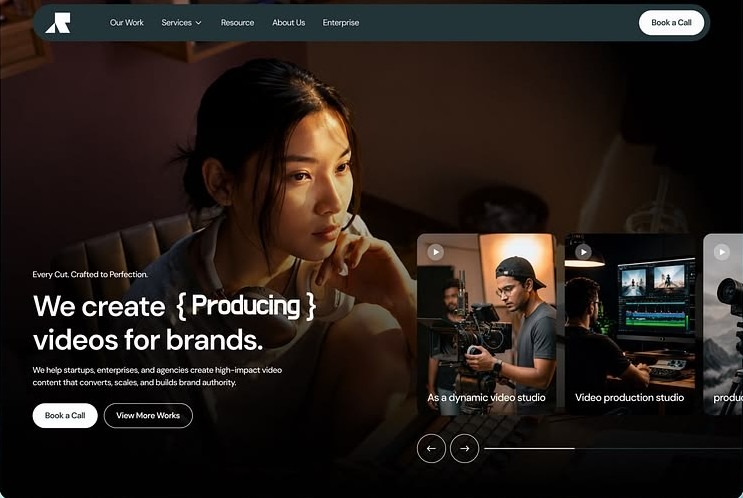 Our Work
Services
Resource
About Us
Enterprise
Book a Call
Every Cut. Crafted to Perfection.
We create { Producing }
videos for brands.
We help startups, enterprises, and agencies create high-impact video
content that converts, scales, and builds brand authority.
Book a Call
View More Works
As a dynamic video studio
Video production studio
produc